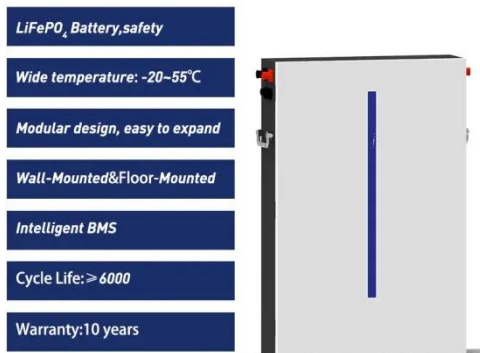 LiFePO₄ Battery,safety
Wide temperature: -20~55℃
Modular design, easy to expand
Wall-Mounted&Floor-Mounted
Intelligent BMS
Cycle Life:≥6000
Warranty:10 years